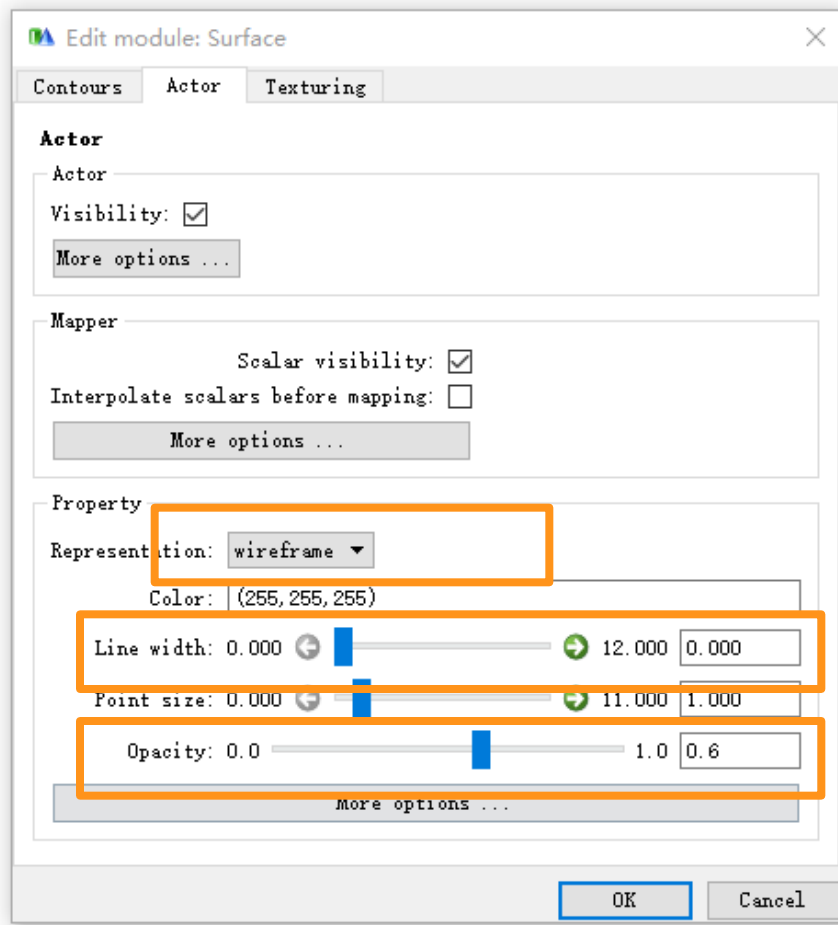 Edit module: Surface
Contours Actor Texturing
Actor
Actor
Visibility:
More options ...
Mapper
Scalar visibility:
Interpolate scalars before mapping:
More options ...
Property
Representation: wireframe
Color: (255,255,255)
Line width: 0.000 12.000 0.000
Point size: 0.000 11.000 1.000
Opacity: 0.0 1.0 0.6
More options ...
OK Cancel